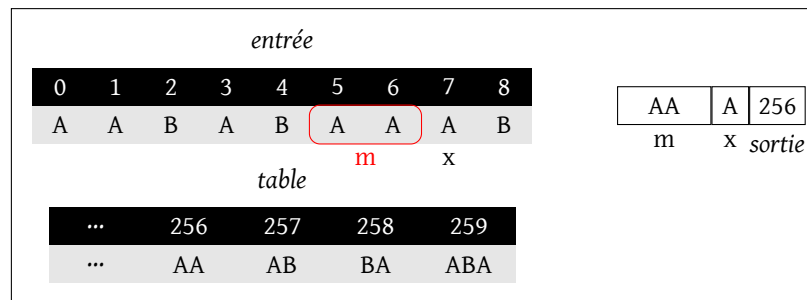 entrée
0 1 2 3 4 5 6 7 8
A A B A B A A A B
m x
AA A 256
m x sortie
table
... 256 257 258 259
... AA AB BA ABA